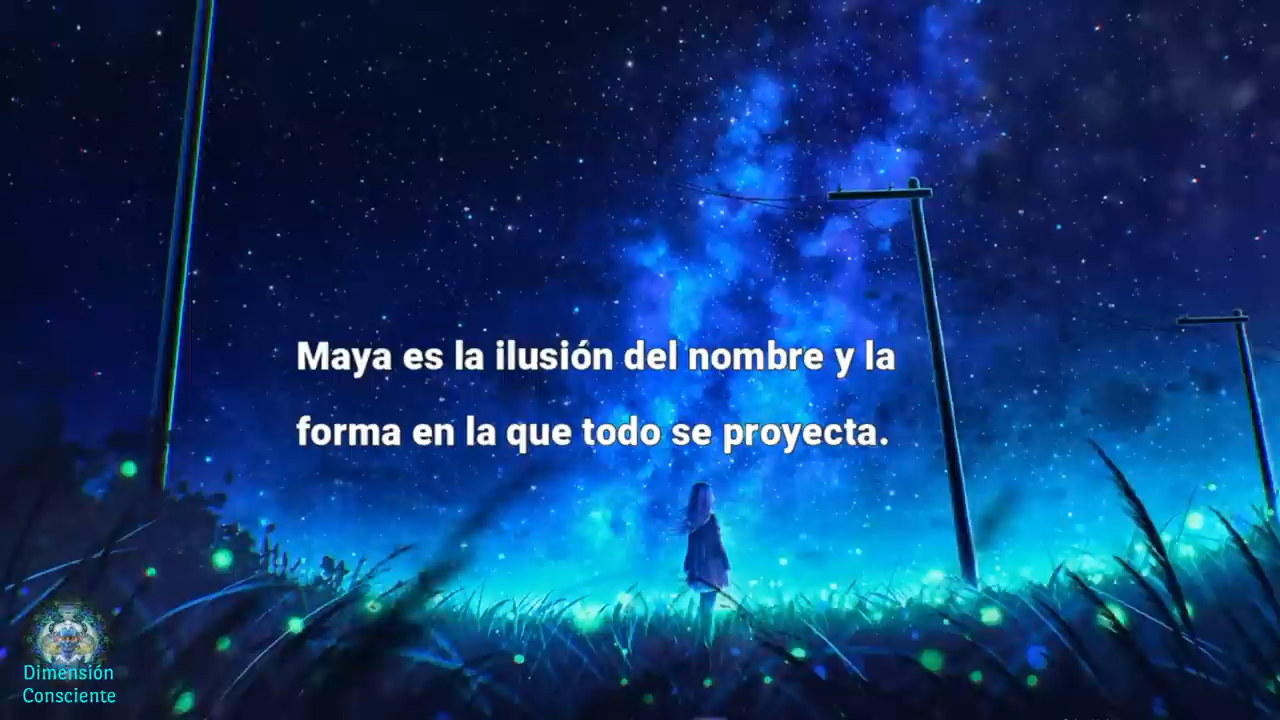 Maya es la ilusión del nombre y la
forma en la que todo se proyecta.
Dimensión
Consciente